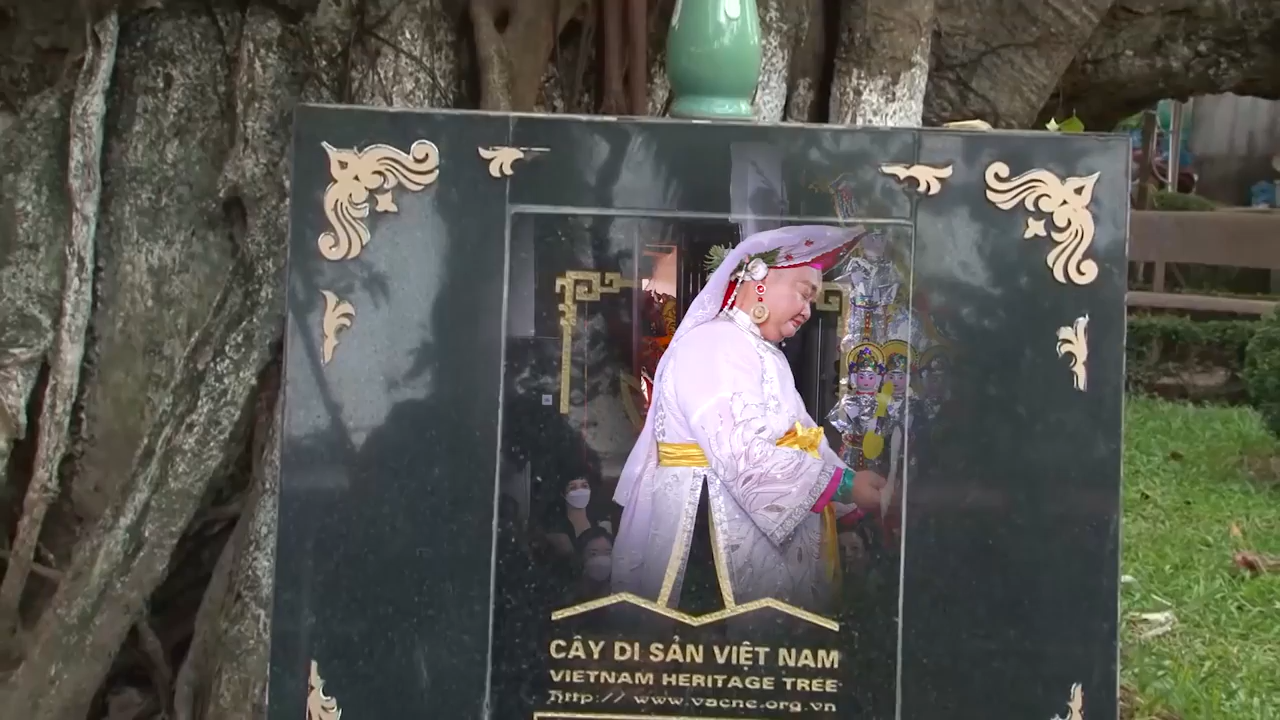 CÂY DI SẢN VIỆT NAM
VIETNAM HERITAGE TREE
http:// www.vacne.org.vn